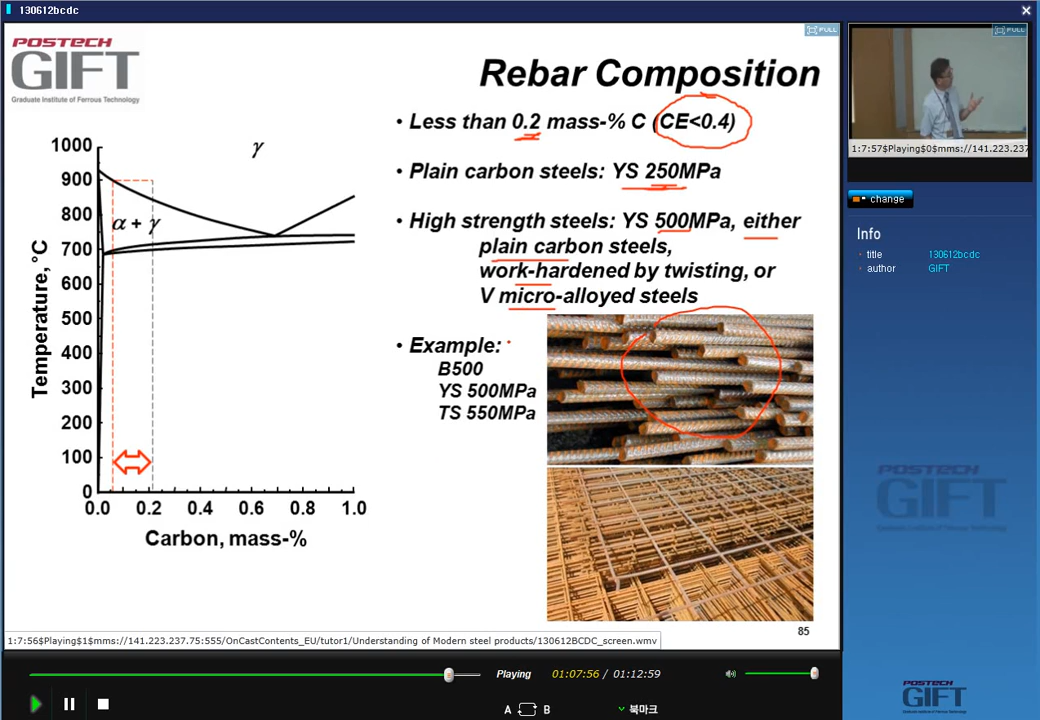 130612bcdc
POSTECH
GIFT
Graduate Institute of Ferrous Technology
Rebar Composition
• Less than 0.2 mass-% C (CE<0.4)
• Plain carbon steels: YS 250MPa
• High strength steels: YS 500MPa, either
plain carbon steels,
work-hardened by twisting, or
V micro-alloyed steels
• Example:
B500
YS 500MPa
TS 550MPa
1000
900
800
700
600
500
400
300
200
100
0
Temperature, °C
γ
α + γ
0.0 0.2 0.4 0.6 0.8 1.0
Carbon, mass-%
85
FULL
1:7:56$Playing$1$mms://141.223.237.75:555/OnCastContents_EU/tutor1/Understanding of Modern steel products/130612BCDC_screen.wmv
Playing 01:07:56 / 01:12:59
A B 북마크
FULL
1:7:57$Playing$0$mms://141.223.237
change
Info
title 130612bcdc
author GIFT
POSTECH
GIFT
POSTECH
GIFT